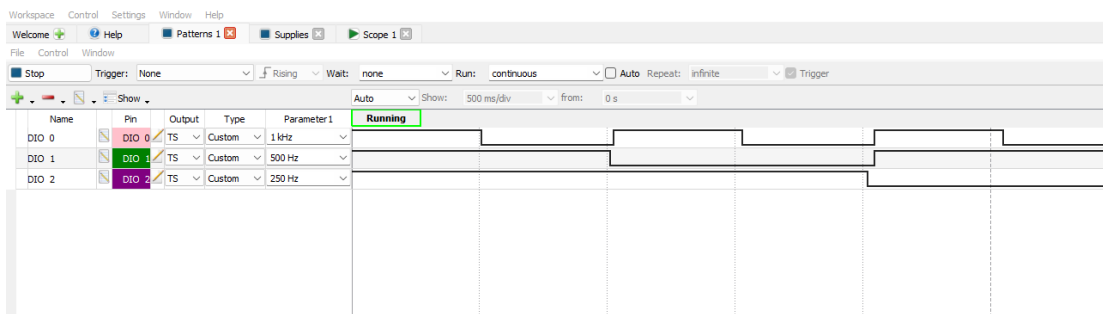 Workspace Control Settings Window Help
Welcome Help Patterns 1 Supplies Scope 1
File Control Window
Stop Trigger: None Rising Wait: none Run: continuous Auto Repeat: infinite Trigger
Show Auto Show: 500 ms/div from: 0 s
Name Pin Output Type Parameter1 Running
DIO 0 DIO 0 TS Custom 1 kHz
DIO 1 DIO 1 TS Custom 500 Hz
DIO 2 DIO 2 TS Custom 250 Hz